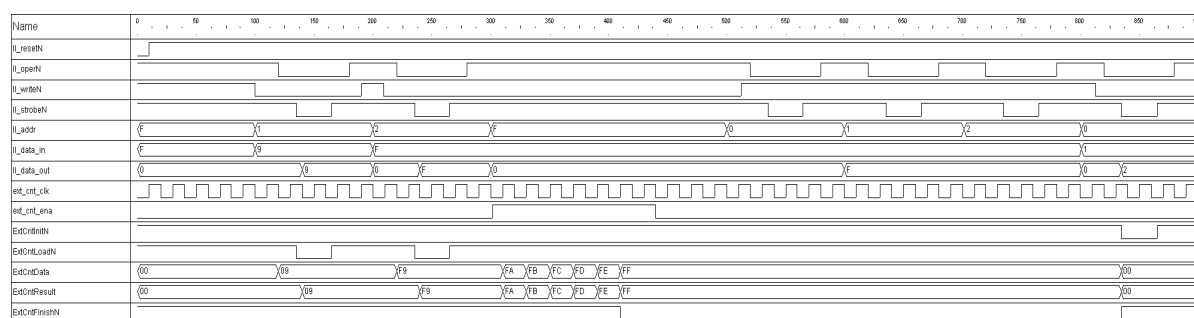 Name 0 50 100 150 200 250 300 350 400 450 500 550 600 650 700 750 800 850
II_resetN
II_operN
II_writeN
II_strobeN
II_addr F 1 2 F 0 1 2 0
II_data_in F 9 F 1
II_data_out 0 9 0 F 0 F 0 2
ext_cnt_clk
ext_cnt_ena
ExtCntInitN
ExtCntLoadN
ExtCntData 00 09 F9 FA FB FC FD FE FF 00
ExtCntResult 00 09 F9 FA FB FC FD FE FF 00
ExtCntFinishN